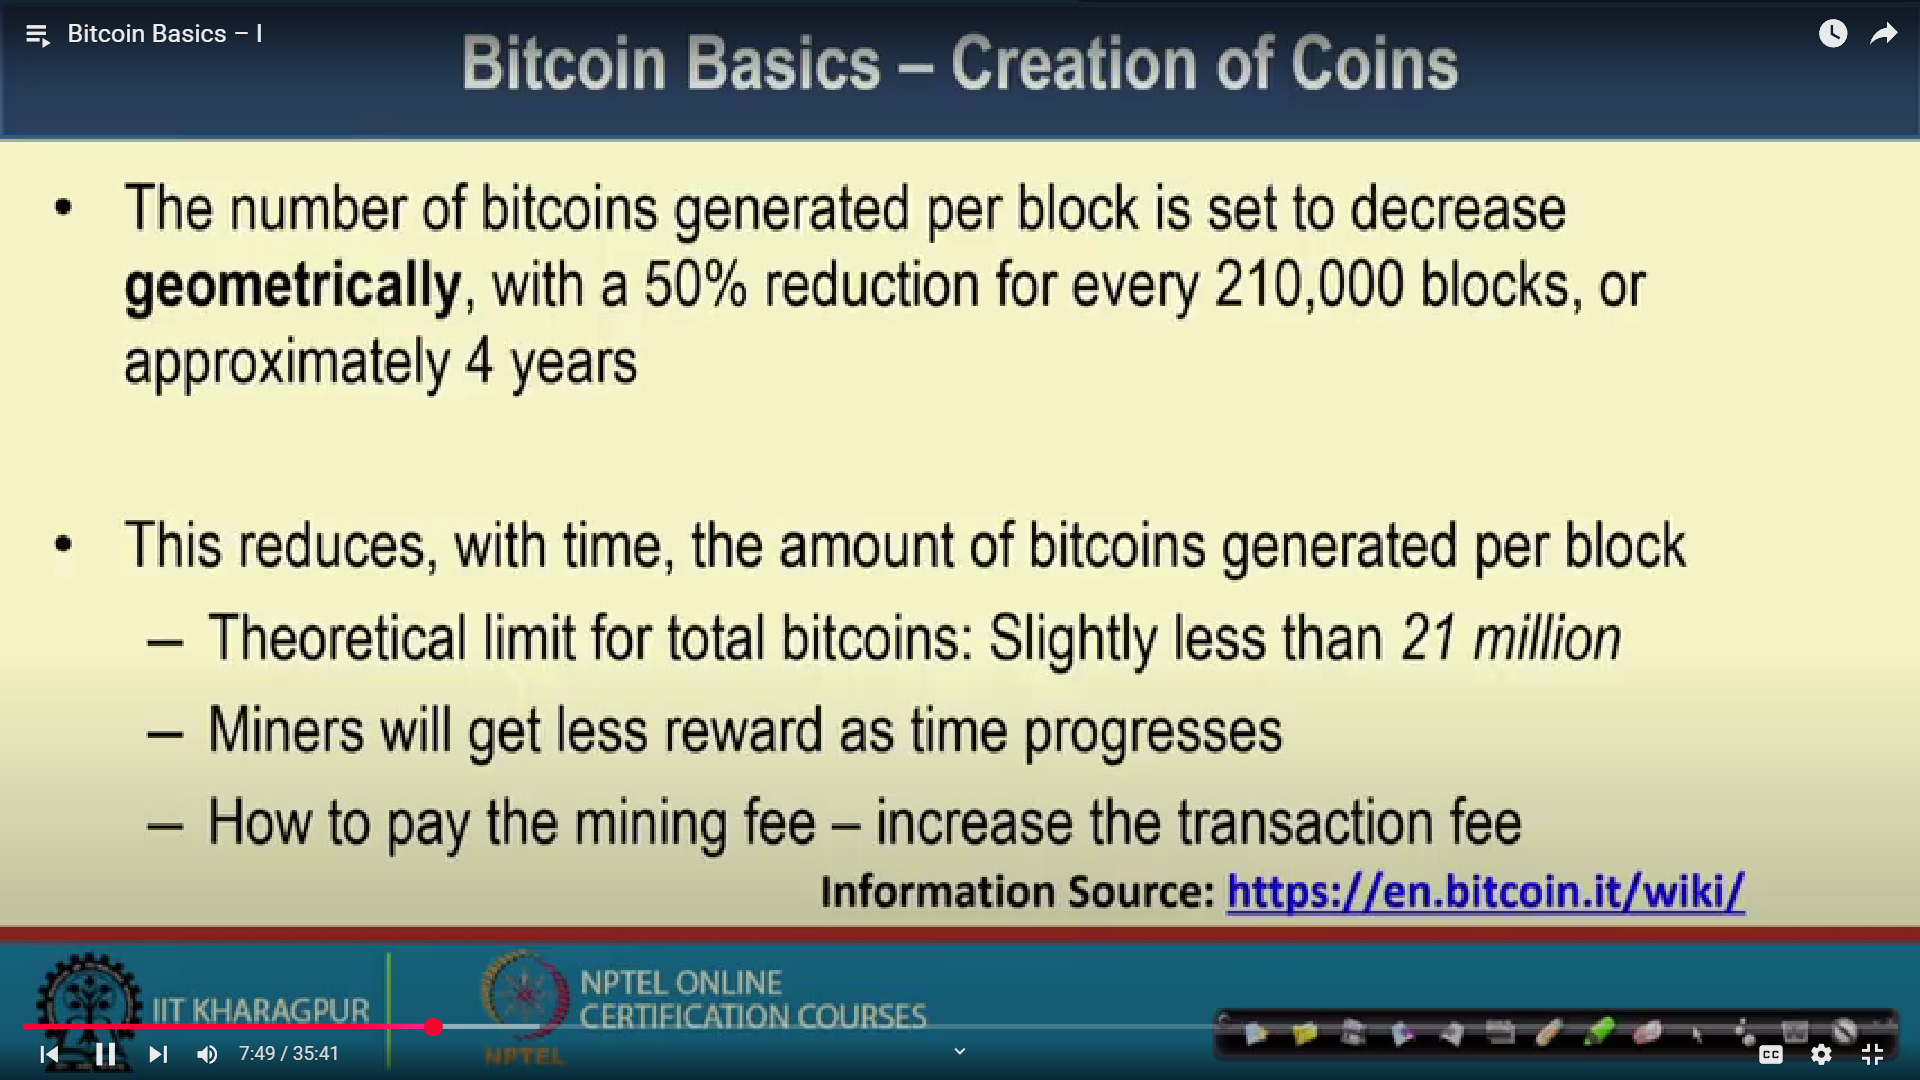 Bitcoin Basics – I
Bitcoin Basics – Creation of Coins
• The number of bitcoins generated per block is set to decrease
geometrically, with a 50% reduction for every 210,000 blocks, or
approximately 4 years
• This reduces, with time, the amount of bitcoins generated per block
– Theoretical limit for total bitcoins: Slightly less than 21 million
– Miners will get less reward as time progresses
– How to pay the mining fee – increase the transaction fee
Information Source: https://en.bitcoin.it/wiki/
IIT KHARAGPUR
NPTEL
NPTEL ONLINE
CERTIFICATION COURSES
7:49 / 35:41
CC